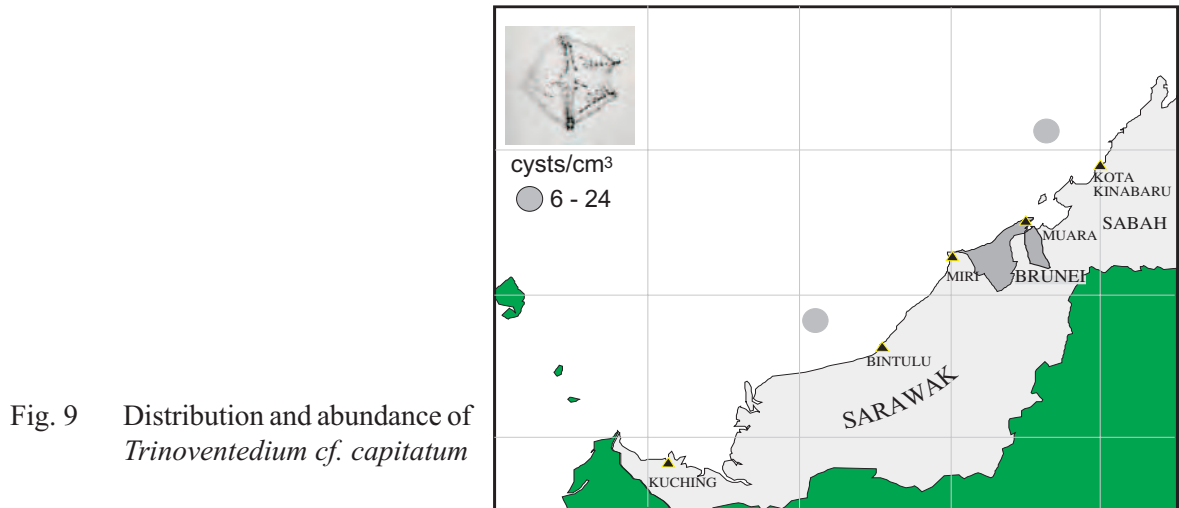 cysts/cm³
6 - 24
KOTA
KINABARU
SABAH
MUARA
MIRI
BRUNEI
BINTULU
SARAWAK
KUCHING
Fig. 9 Distribution and abundance of
Trinoventedium cf. capitatum